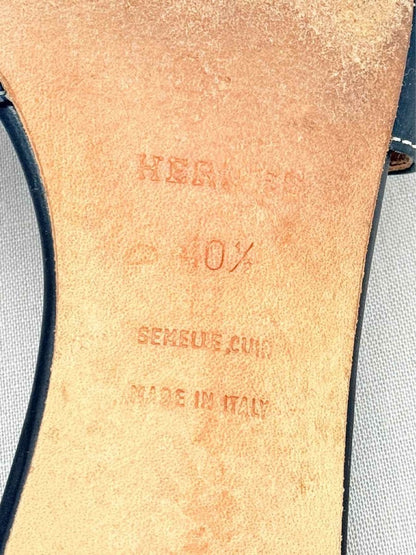 HERMES
40½
SEMELLE CUIR
MADE IN ITALY